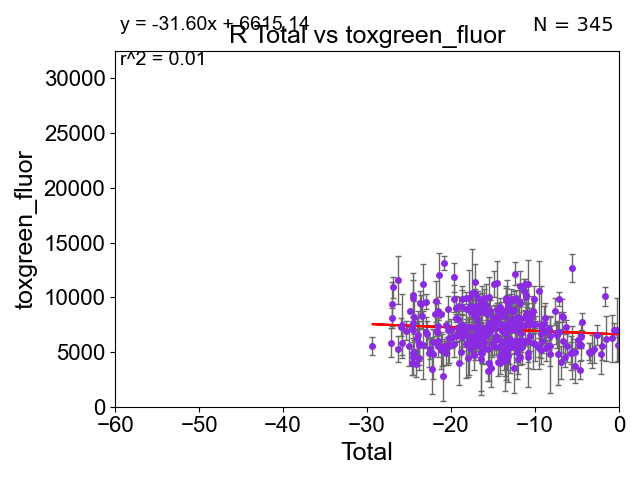 y = -31.60x + 6615.14
R Total vs toxgreen_fluor
N = 345
r^2 = 0.01
30000
25000
20000
15000
10000
5000
0
toxgreen_fluor
−60
−50
−40
−30
−20
−10
0
Total